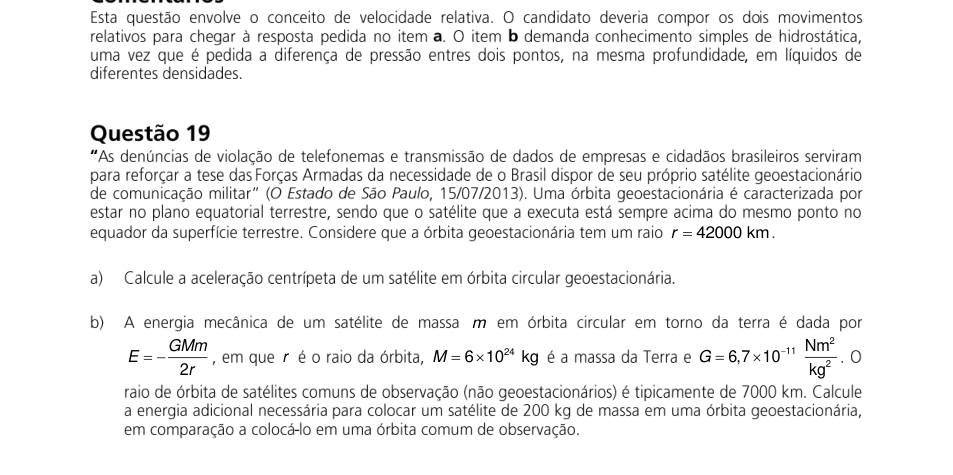 Comentários
Esta questão envolve o conceito de velocidade relativa. O candidato deveria compor os dois movimentos
relativos para chegar à resposta pedida no item a. O item b demanda conhecimento simples de hidrostática,
uma vez que é pedida a diferença de pressão entres dois pontos, na mesma profundidade, em líquidos de
diferentes densidades.
Questão 19
“As denúncias de violação de telefonemas e transmissão de dados de empresas e cidadãos brasileiros serviram
para reforçar a tese das Forças Armadas da necessidade de o Brasil dispor de seu próprio satélite geoestacionário
de comunicação militar” (O Estado de São Paulo, 15/07/2013). Uma órbita geoestacionária é caracterizada por
estar no plano equatorial terrestre, sendo que o satélite que a executa está sempre acima do mesmo ponto no
equador da superfície terrestre. Considere que a órbita geoestacionária tem um raio r = 42000 km.
a) Calcule a aceleração centrípeta de um satélite em órbita circular geoestacionária.
b) A energia mecânica de um satélite de massa m em órbita circular em torno da terra é dada por
E = −GMm/2r, em que r é o raio da órbita, M = 6×10²⁴ kg é a massa da Terra e G = 6,7×10⁻¹¹ Nm²/kg². O
raio de órbita de satélites comuns de observação (não geoestacionários) é tipicamente de 7000 km. Calcule
a energia adicional necessária para colocar um satélite de 200 kg de massa em uma órbita geoestacionária,
em comparação a colocá-lo em uma órbita comum de observação.